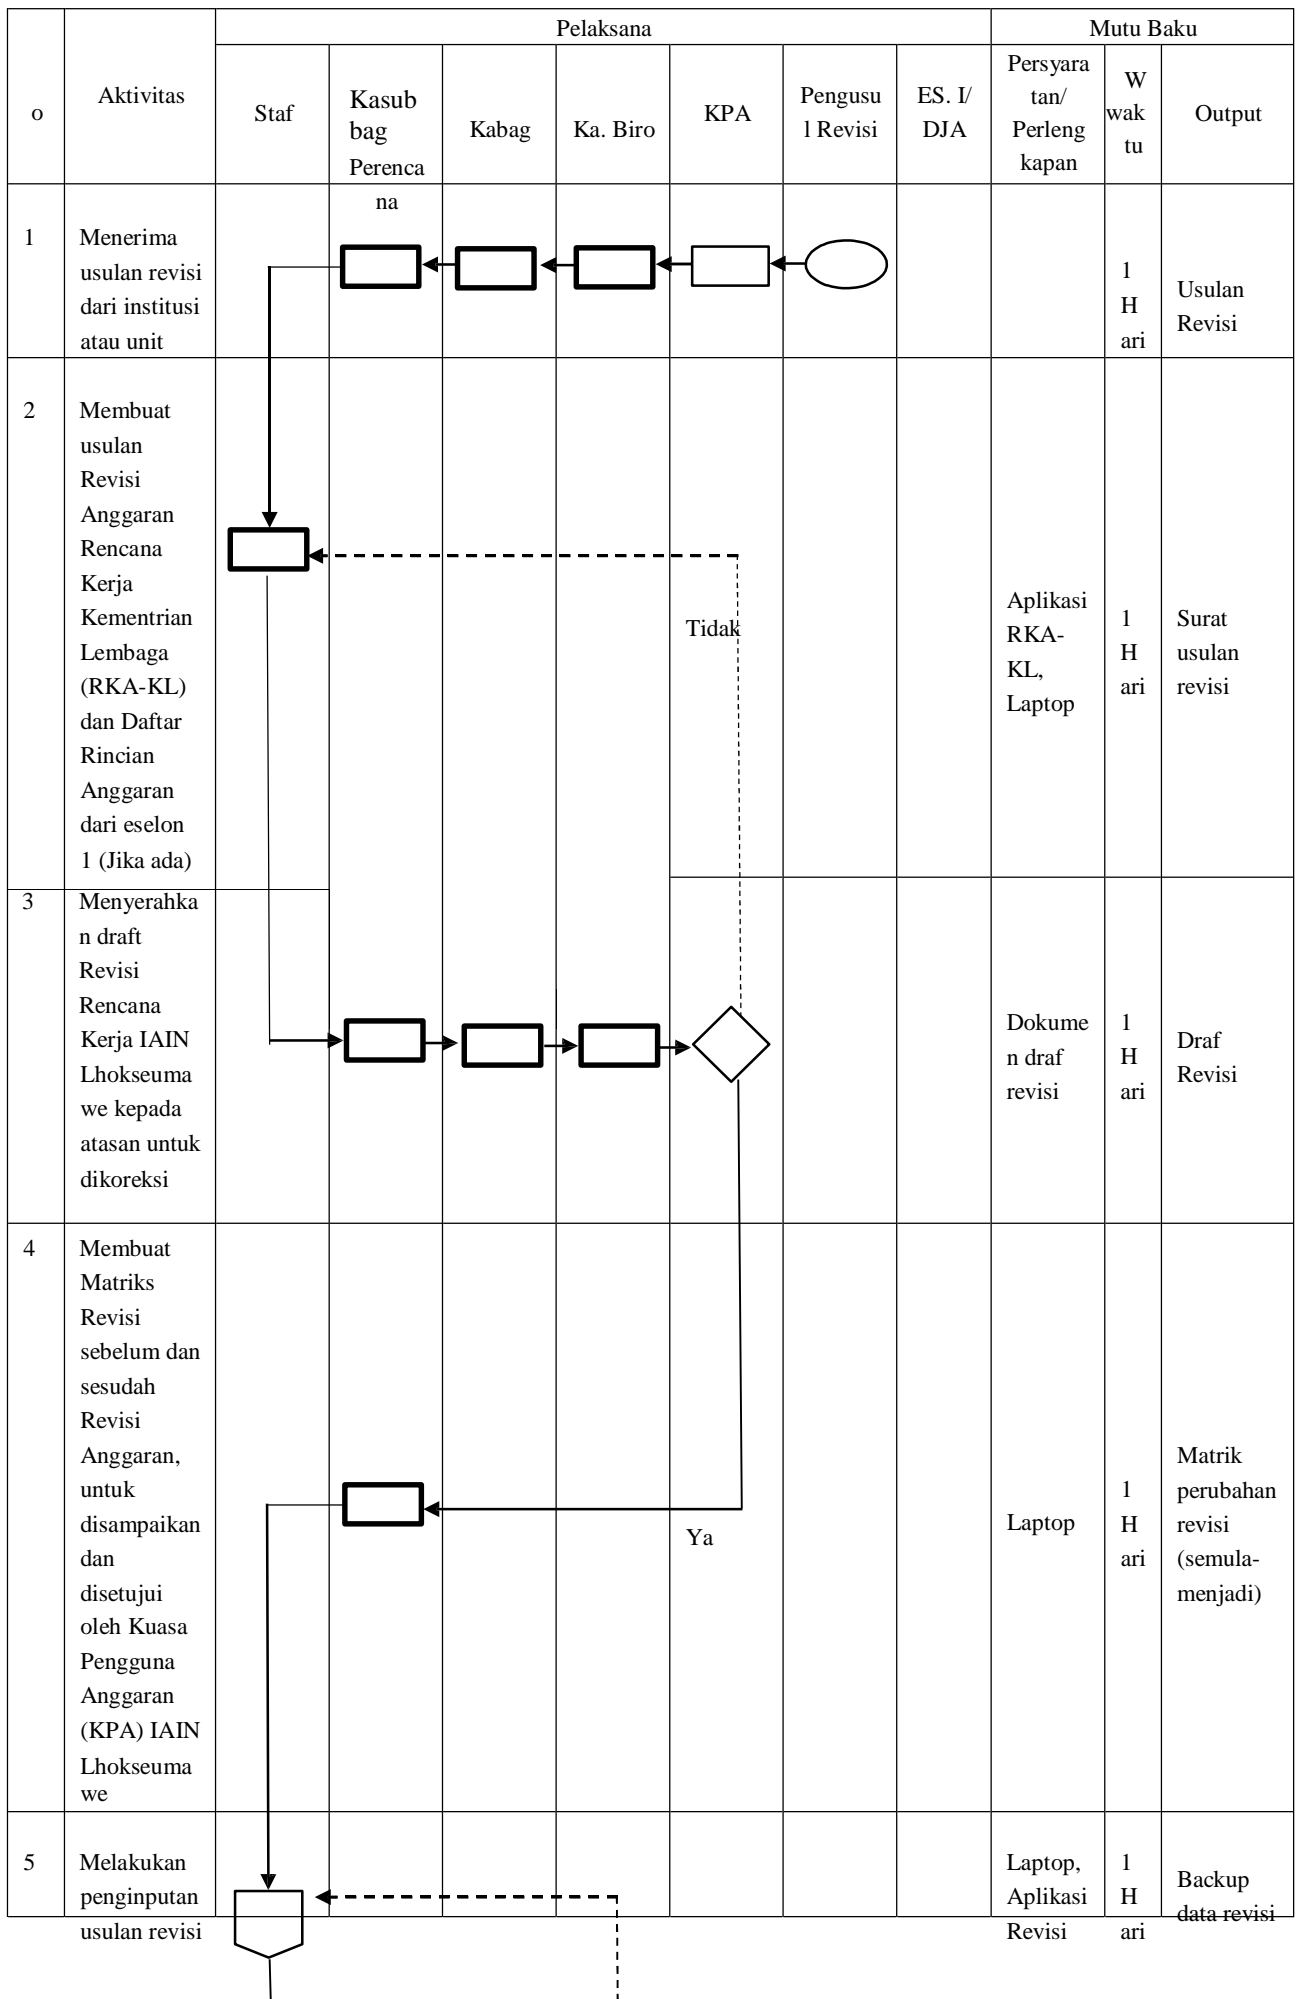 Pelaksana
Mutu Baku
o
Aktivitas
Staf
Kasub
bag
Perenca
na
Kabag
Ka. Biro
KPA
Pengusu
l Revisi
ES. I/
DJA
Persyara
tan/
Perleng
kapan
W
wak
tu
Output
1
Menerima
usulan revisi
dari institusi
atau unit
1
H
ari
Usulan
Revisi
2
Membuat
usulan
Revisi
Anggaran
Rencana
Kerja
Kementrian
Lembaga
(RKA-KL)
dan Daftar
Rincian
Anggaran
dari eselon
1 (Jika ada)
Tidak
Aplikasi
RKA-
KL,
Laptop
1
H
ari
Surat
usulan
revisi
3
Menyerahka
n draft
Revisi
Rencana
Kerja IAIN
Lhokseuma
we kepada
atasan untuk
dikoreksi
Dokume
n draf
revisi
1
H
ari
Draf
Revisi
4
Membuat
Matriks
Revisi
sebelum dan
sesudah
Revisi
Anggaran,
untuk
disampaikan
dan
disetujui
oleh Kuasa
Pengguna
Anggaran
(KPA) IAIN
Lhokseuma
we
Ya
Laptop
1
H
ari
Matrik
perubahan
revisi
(semula-
menjadi)
5
Melakukan
penginputan
usulan revisi
Laptop,
Aplikasi
Revisi
1
H
ari
Backup
data revisi